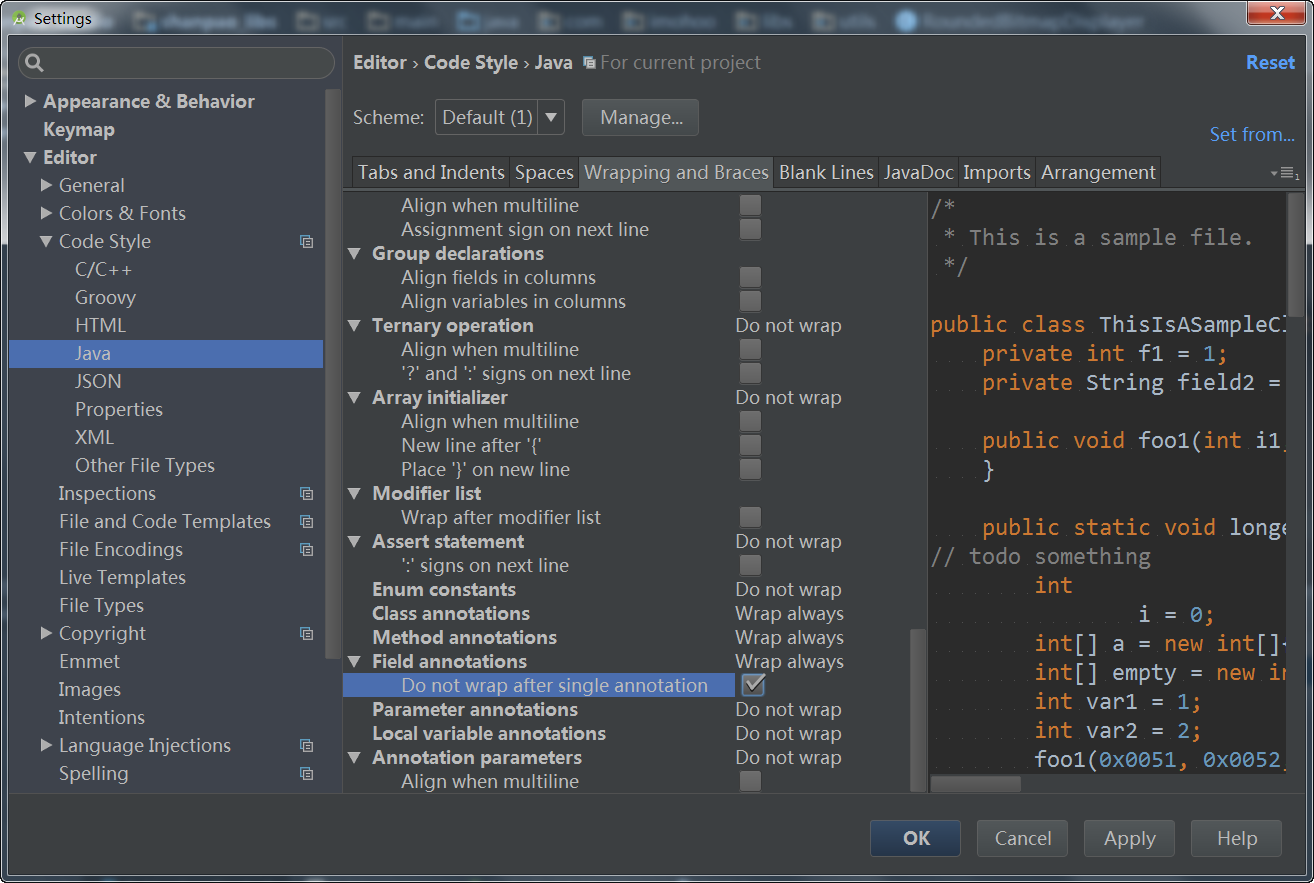 Settings
Editor › Code Style › Java For current project Reset
Scheme: Default (1) Manage...
Set from...
Appearance & Behavior
Keymap
Editor
General
Colors & Fonts
Code Style
C/C++
Groovy
HTML
Java
JSON
Properties
XML
Other File Types
Inspections
File and Code Templates
File Encodings
Live Templates
File Types
Copyright
Emmet
Images
Intentions
Language Injections
Spelling
Tabs and Indents Spaces Wrapping and Braces Blank Lines JavaDoc Imports Arrangement 1
Align when multiline
Assignment sign on next line
Group declarations
Align fields in columns
Align variables in columns
Ternary operation Do not wrap
Align when multiline
'?' and ':' signs on next line
Array initializer Do not wrap
Align when multiline
New line after '{'
Place '}' on new line
Modifier list
Wrap after modifier list
Assert statement Do not wrap
':' signs on next line
Enum constants Do not wrap
Class annotations Wrap always
Method annotations Wrap always
Field annotations Wrap always
Do not wrap after single annotation
Parameter annotations Do not wrap
Local variable annotations Do not wrap
Annotation parameters Do not wrap
Align when multiline
/*
* This is a sample file.
*/
public class ThisIsASampleCl
private int f1 = 1;
private String field2 =
public void foo1(int i1,
}
public static void longe
// todo something
int
i = 0;
int[] a = new int[]{
int[] empty = new in
int var1 = 1;
int var2 = 2;
foo1(0x0051, 0x0052,
OK Cancel Apply Help